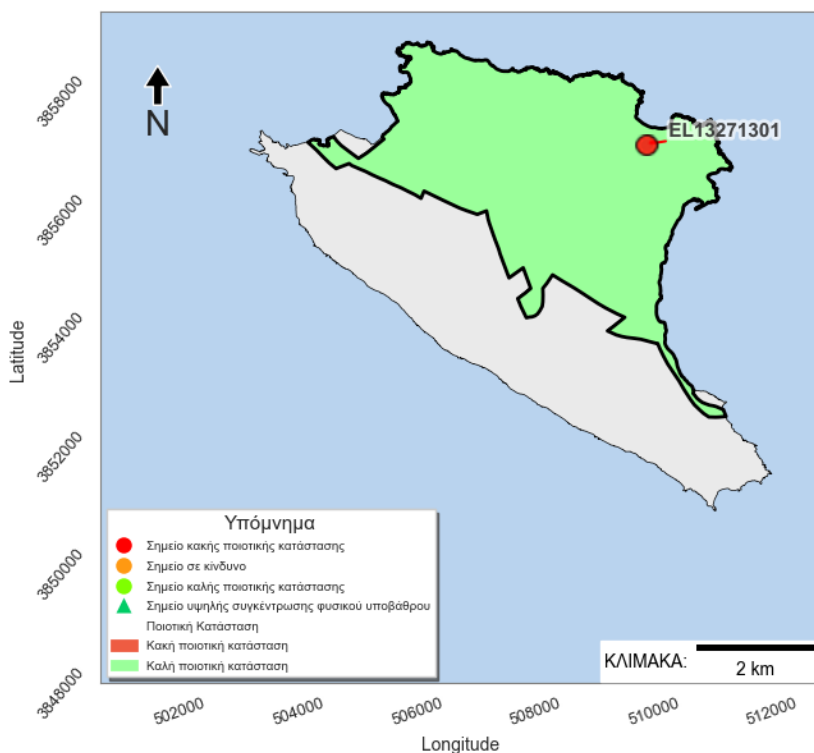 N
EL13271301
Latitude
3858000
3856000
3854000
3852000
3850000
3848000
Υπόμνημα
Σημείο κακής ποιοτικής κατάστασης
Σημείο σε κίνδυνο
Σημείο καλής ποιοτικής κατάστασης
Σημείο υψηλής συγκέντρωσης φυσικού υποβάθρου
Ποιοτική Κατάσταση
Κακή ποιοτική κατάσταση
Καλή ποιοτική κατάσταση
ΚΛΙΜΑΚΑ:
2 km
502000
504000
506000
508000
510000
512000
Longitude